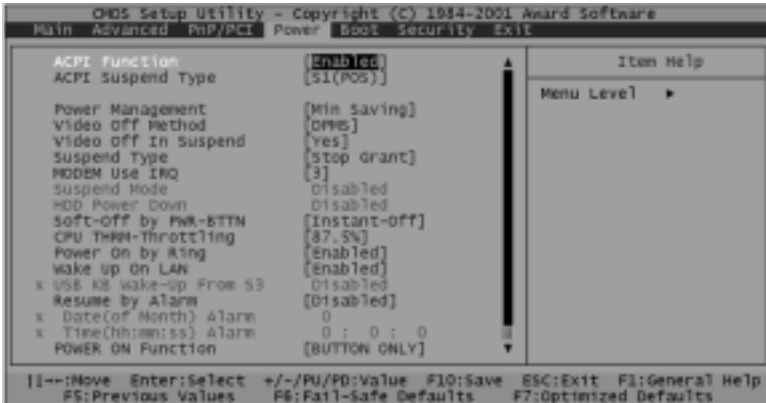 CMOS Setup Utility - Copyright (C) 1984-2001 Award Software
Main Advanced PnP/PCI Power Boot Security Exit
ACPI Function [Enabled] Item Help
ACPI Suspend Type [S1(POS)]
Menu Level ▶
Power Management [Min Saving]
Video Off Method [DPMS]
Video Off In Suspend [Yes]
Suspend Type [Stop Grant]
MODEM Use IRQ [3]
Suspend Mode Disabled
HDD Power Down Disabled
Soft-Off by PWR-BTTN [Instant-Off]
CPU THRM-Throttling [87.5%]
Power On by Ring [Enabled]
Wake Up On LAN [Enabled]
x USB KB Wake-Up From S3 Disabled
Resume by Alarm [Disabled]
x Date(of Month) Alarm 0
x Time(hh:mm:ss) Alarm 0 : 0 : 0
POWER ON Function [BUTTON ONLY]
↑↓→←:Move Enter:Select +/-/PU/PD:Value F10:Save ESC:Exit F1:General Help
F5:Previous Values F6:Fail-Safe Defaults F7:Optimized Defaults